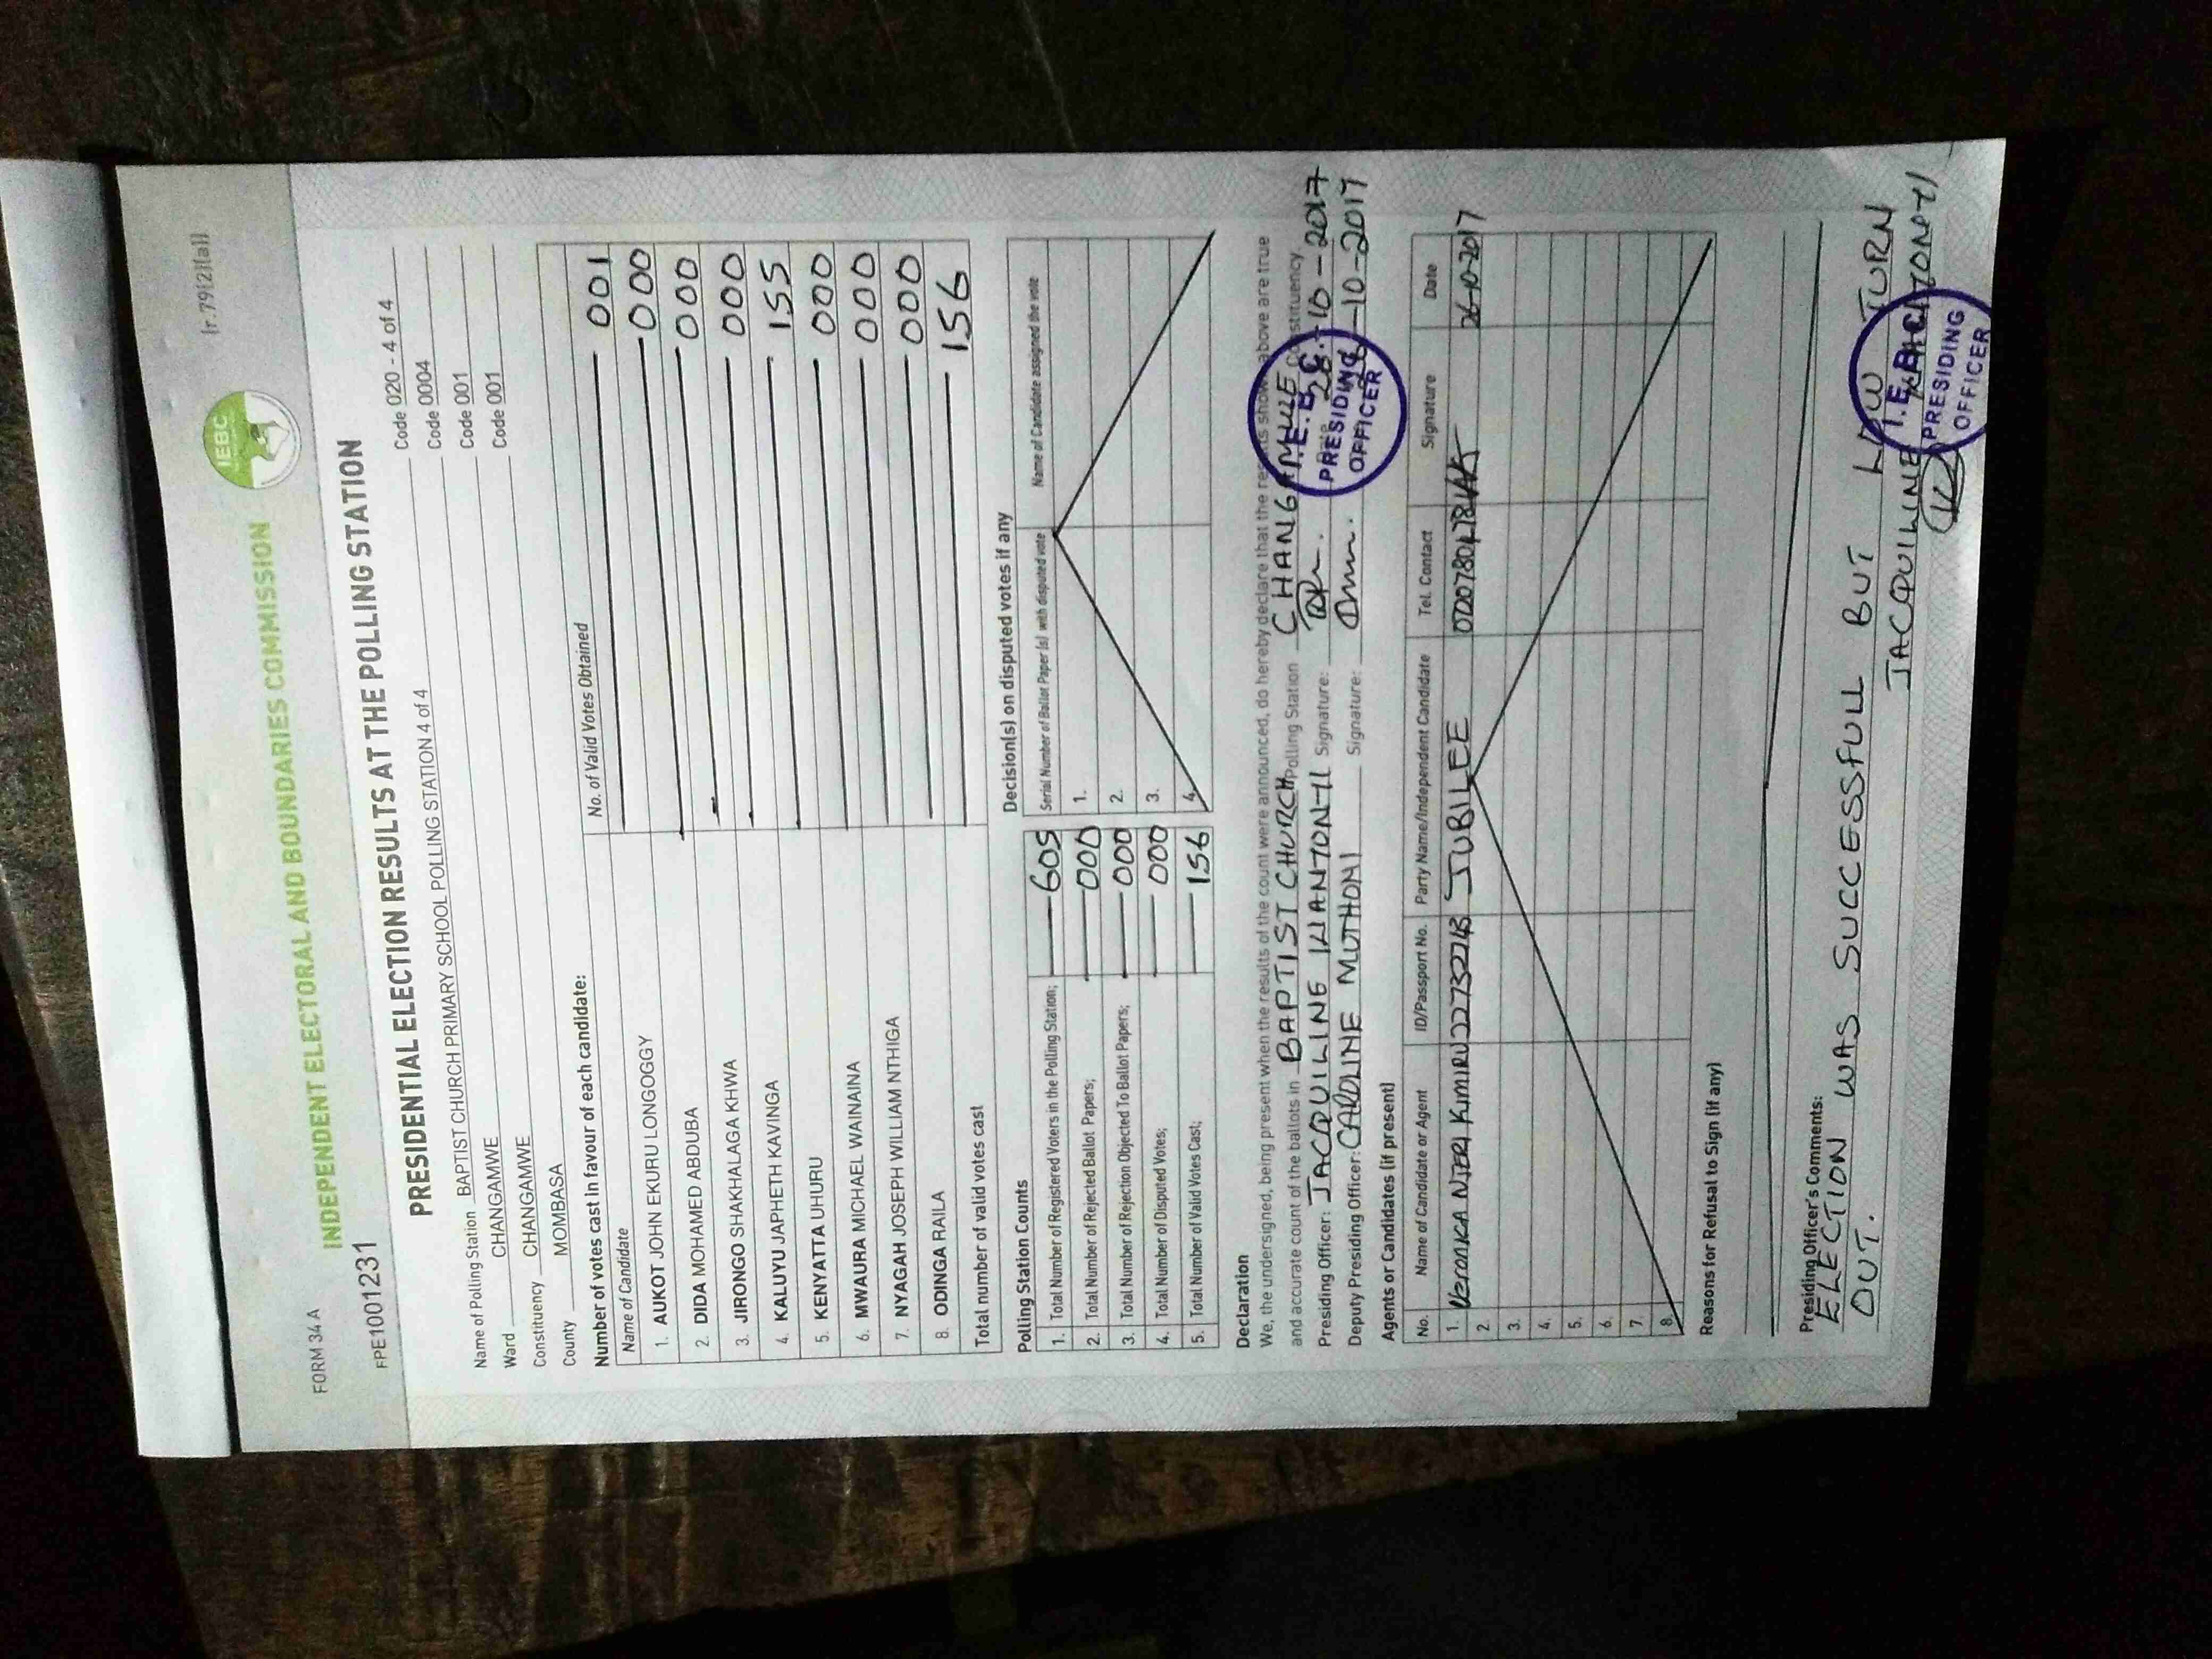 FORM 34 A
[r.79(2)(a)]
IEBC
INDEPENDENT ELECTORAL AND BOUNDARIES COMMISSION
FPE1001231
PRESIDENTIAL ELECTION RESULTS AT THE POLLING STATION
Name of Polling Station BAPTIST CHURCH PRIMARY SCHOOL POLLING STATION 4 of 4 Code 020 - 4 of 4
Ward CHANGAMWE Code 0004
Constituency CHANGAMWE Code 001
County MOMBASA Code 001
Number of votes cast in favour of each candidate:
Name of Candidate No. of Valid Votes Obtained
1. AUKOT JOHN EKURU LONGOGGY 001
2. DIDA MOHAMED ABDUBA 000
3. JIRONGO SHAKHALAGA KHWA 000
4. KALUYU JAPHETH KAVINGA 000
5. KENYATTA UHURU 155
6. MWAURA MICHAEL WAINAINA 000
7. NYAGAH JOSEPH WILLIAM NTHIGA 000
8. ODINGA RAILA 000
Total number of valid votes cast 156
Polling Station Counts
1. Total Number of Registered Voters in the Polling Station; 605
2. Total Number of Rejected Ballot Papers; 000
3. Total Number of Rejection Objected To Ballot Papers; 000
4. Total Number of Disputed Votes; 000
5. Total Number of Valid Votes Cast; 156
Decision(s) on disputed votes if any
Serial Number of Ballot Paper (s) with disputed vote Name of Candidate assigned the vote
1.
2.
3.
4.
Declaration
We, the undersigned, being present when the results of the count were announced, do hereby declare that the results shown above are true
and accurate count of the ballots in BAPTIST CHURCH Polling Station CHANGAMWE Constituency.
Presiding Officer: JACQUILINE KIANTONYI Signature: Date 26-10-2017
Deputy Presiding Officer: CAROLINE MUTHONI Signature: 26-10-2017
I.E.B.C.
PRESIDING
OFFICER
Agents or Candidates (if present)
No. Name of Candidate or Agent ID/Passport No. Party Name/Independent Candidate Tel. Contact Signature Date
1. Veronica Njeri Kimiru JUBILEE 26-10-2017
2.
3.
4.
5.
6.
7.
8.
Reasons for Refusal to Sign (if any)
Presiding Officer's Comments:
ELECTION WAS SUCCESSFULL BUT LOW TURN
OUT.
JACQUILINE KIANTONYI
I.E.B.C.
PRESIDING
OFFICER